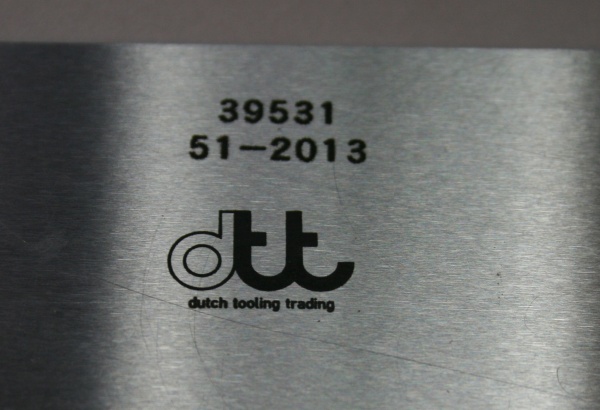 39531
51-2013
dtt
dutch tooling trading